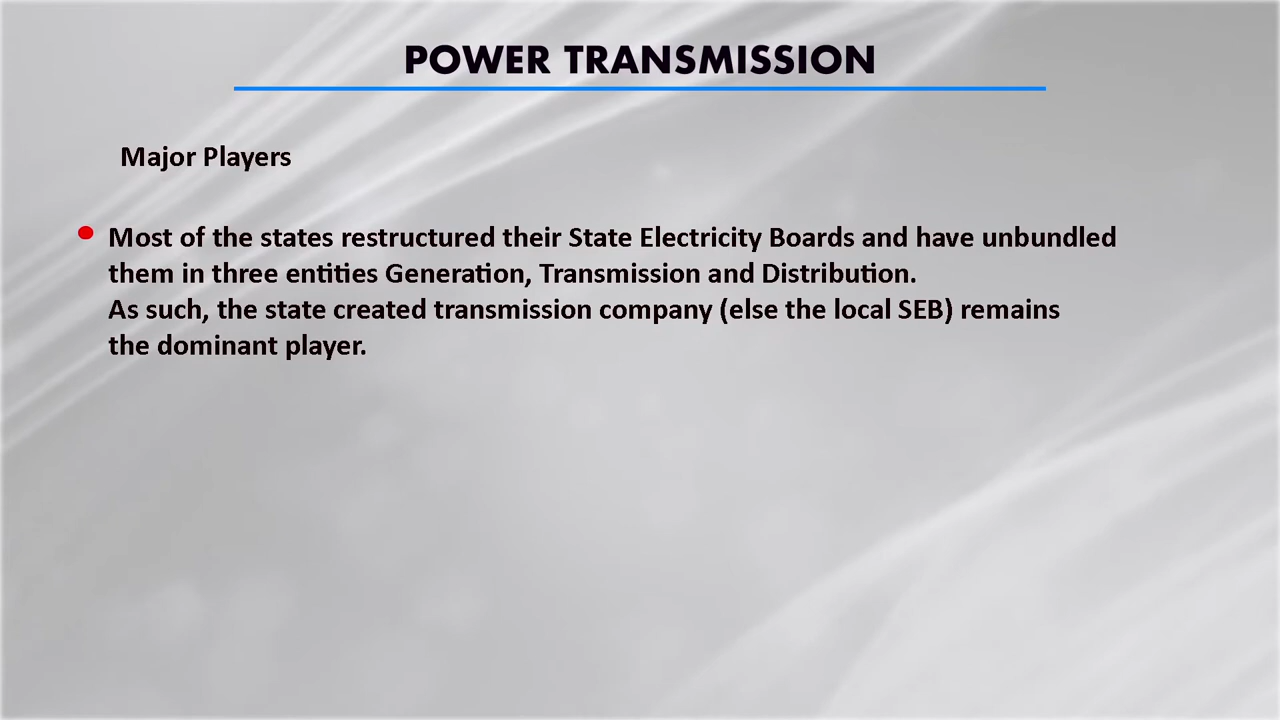 POWER TRANSMISSION
Major Players
Most of the states restructured their State Electricity Boards and have unbundled
them in three entities Generation, Transmission and Distribution.
As such, the state created transmission company (else the local SEB) remains
the dominant player.